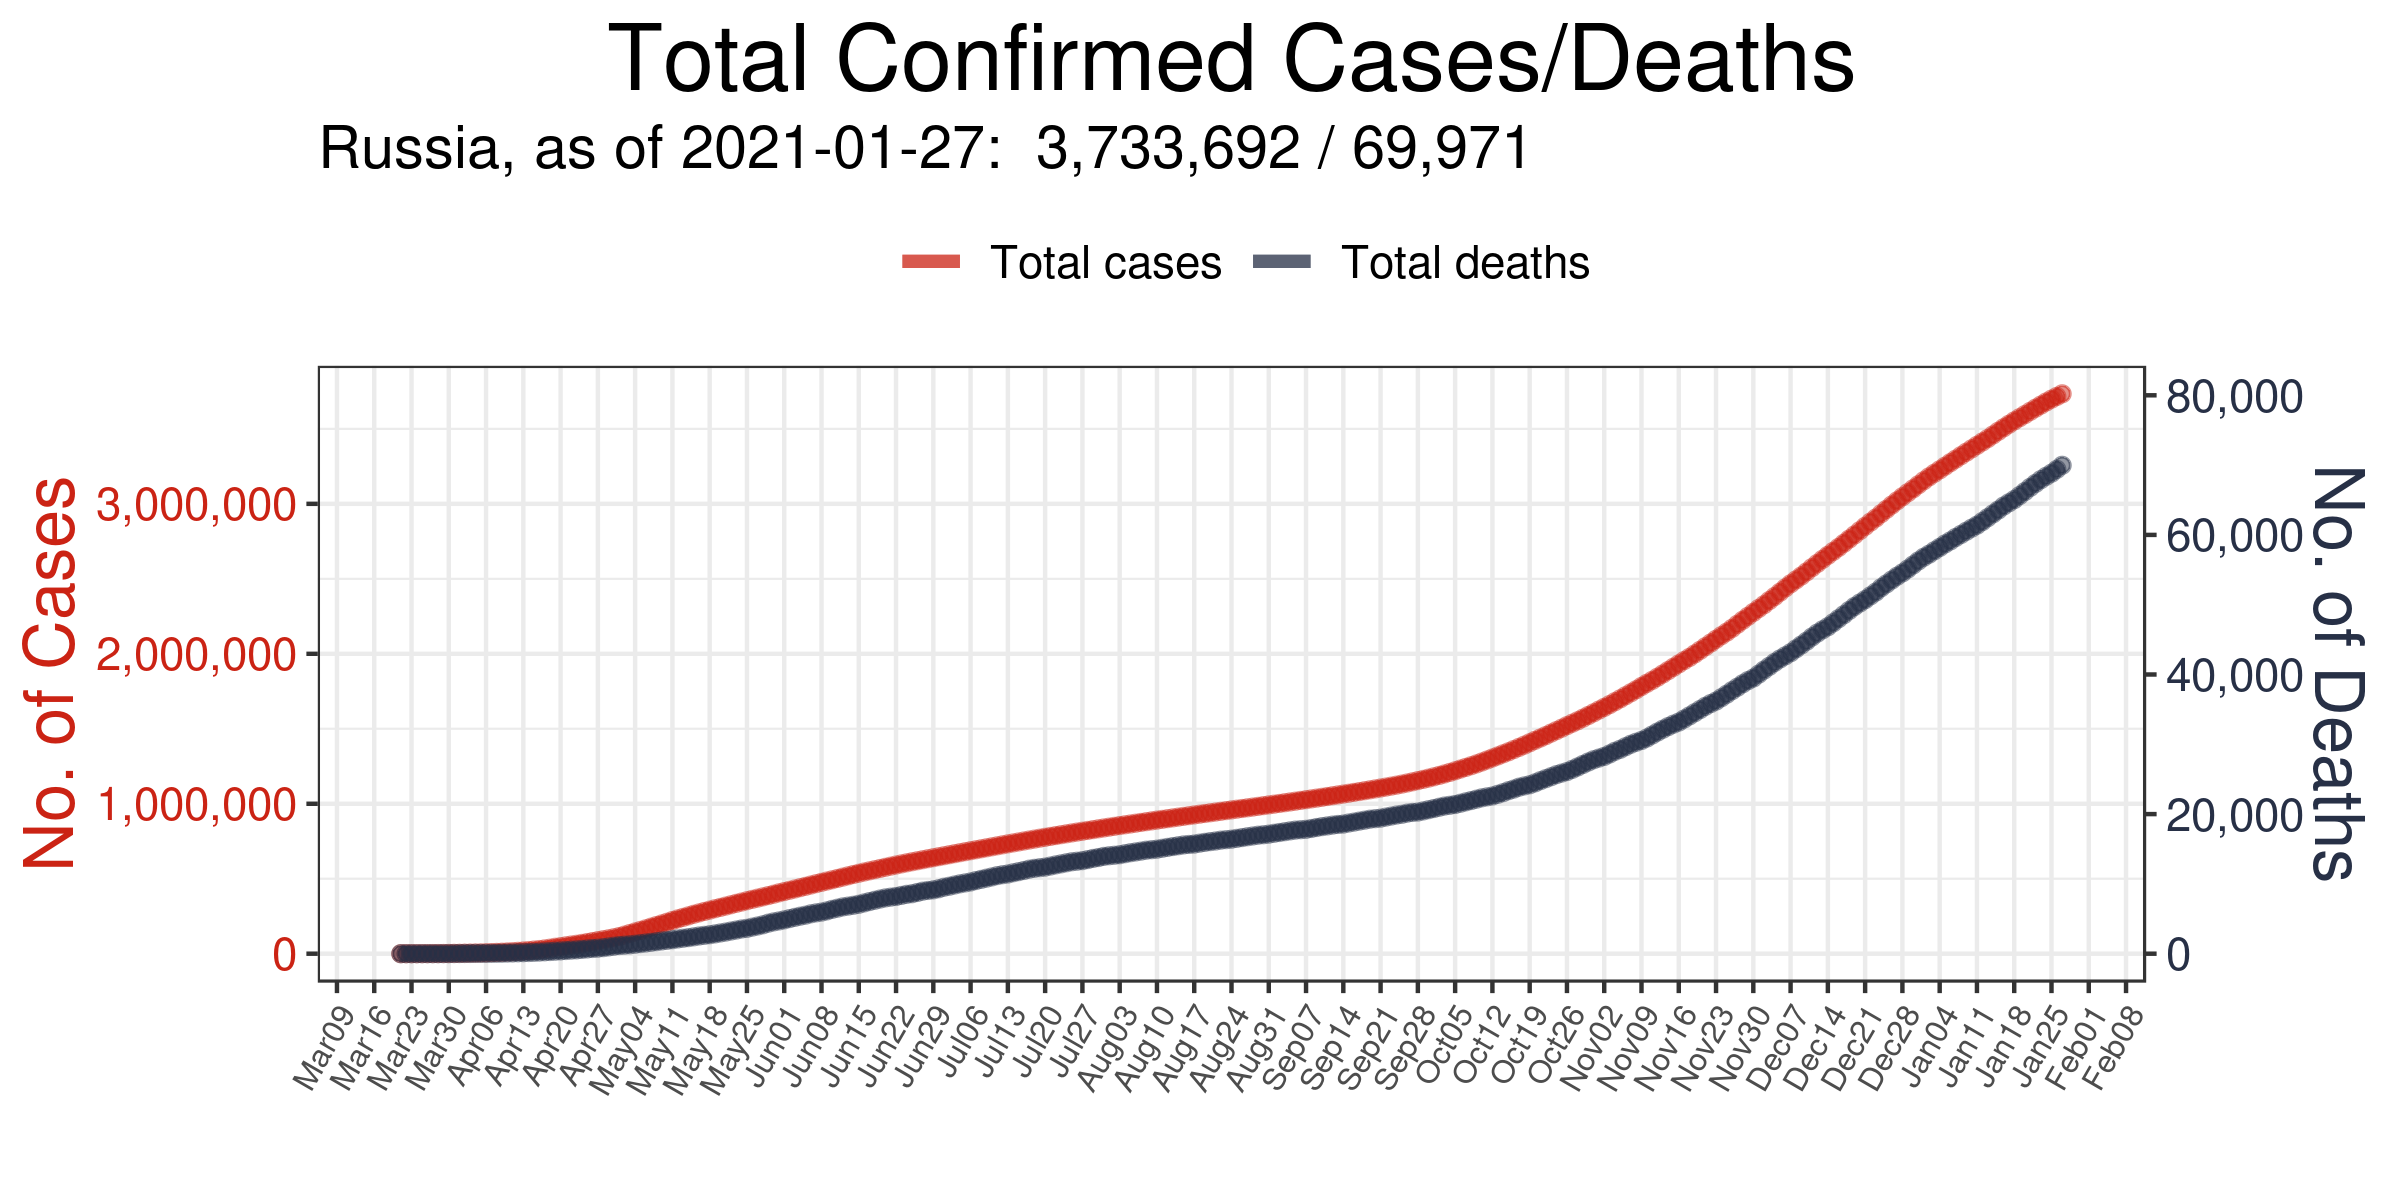 Total Confirmed Cases/Deaths
Russia, as of 2021-01-27:  3,733,692 / 69,971
Total cases
Total deaths
No. of Cases
3,000,000
2,000,000
1,000,000
0
80,000
60,000
40,000
20,000
0
No. of Deaths
Mar09
Mar16
Mar23
Mar30
Apr06
Apr13
Apr20
Apr27
May04
May11
May18
May25
Jun01
Jun08
Jun15
Jun22
Jun29
Jul06
Jul13
Jul20
Jul27
Aug03
Aug10
Aug17
Aug24
Aug31
Sep07
Sep14
Sep21
Sep28
Oct05
Oct12
Oct19
Oct26
Nov02
Nov09
Nov16
Nov23
Nov30
Dec07
Dec14
Dec21
Dec28
Jan04
Jan11
Jan18
Jan25
Feb01
Feb08